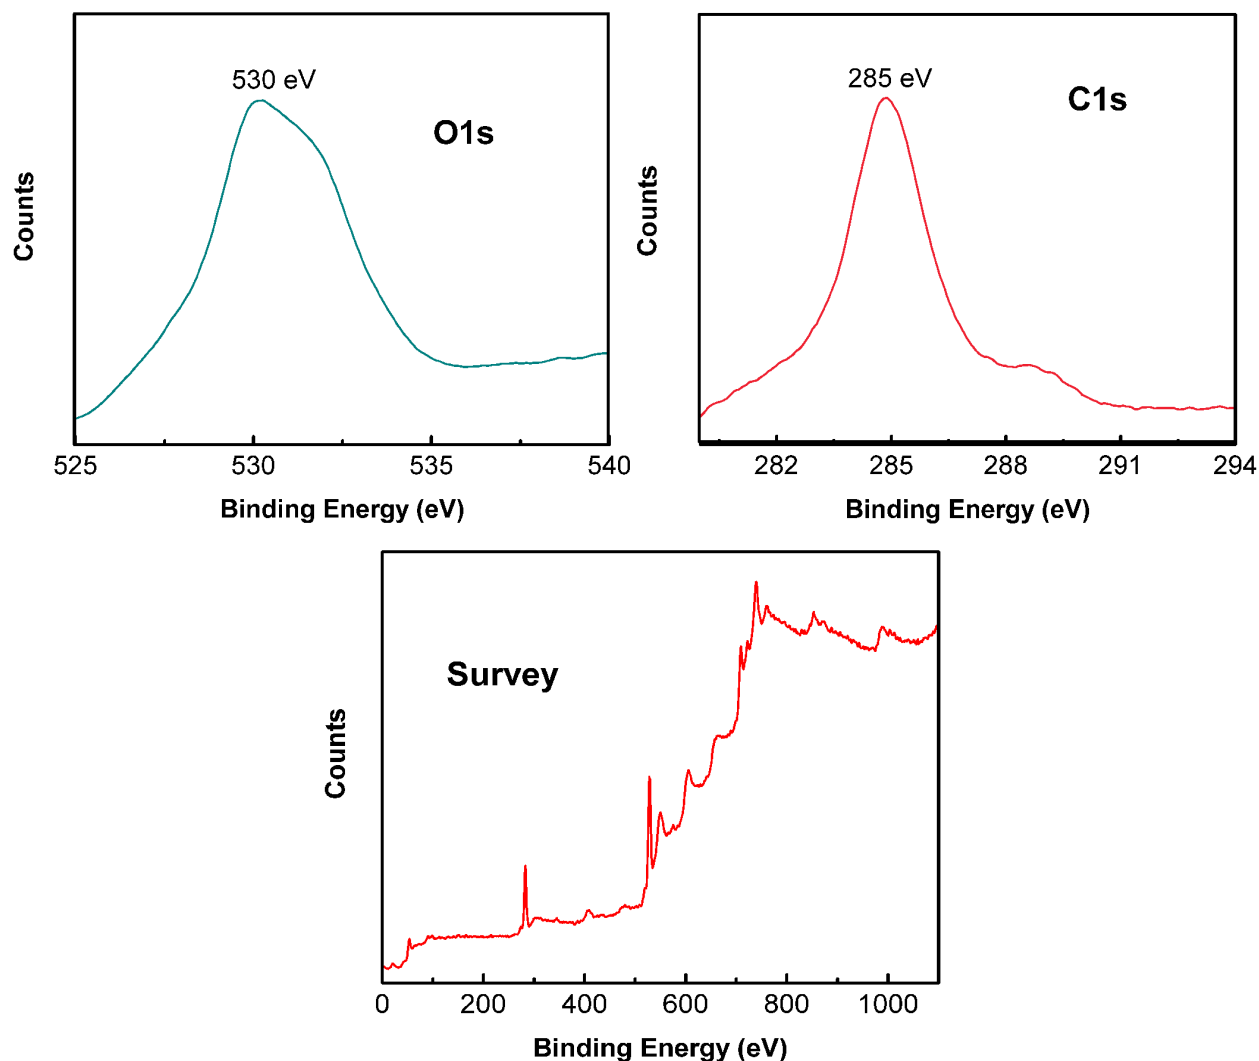 530 eV
O1s
Counts
525 530 535 540
Binding Energy (eV)
285 eV
C1s
Counts
282 285 288 291 294
Binding Energy (eV)
Survey
Counts
0 200 400 600 800 1000
Binding Energy (eV)